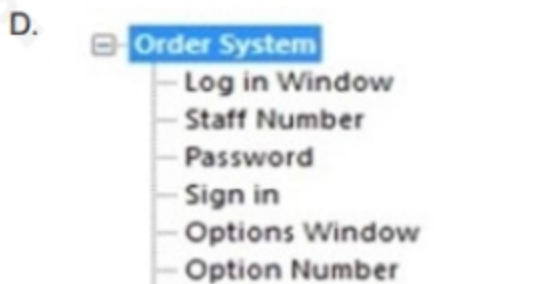 D.
Order System
Log in Window
Staff Number
Password
Sign in
Options Window
Option Number